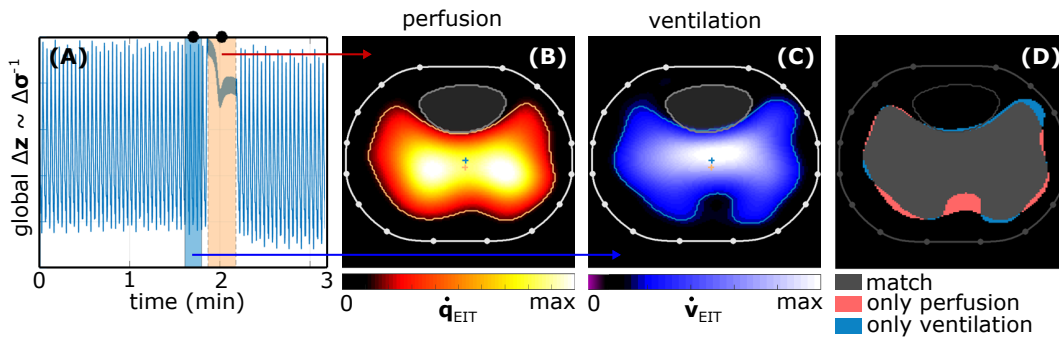 perfusion
ventilation
(A)
(B)
(C)
(D)
global Δz ~ Δσ⁻¹
0
1
2
3
time (min)
0
max
q̇EIT
0
max
v̇EIT
match
only perfusion
only ventilation